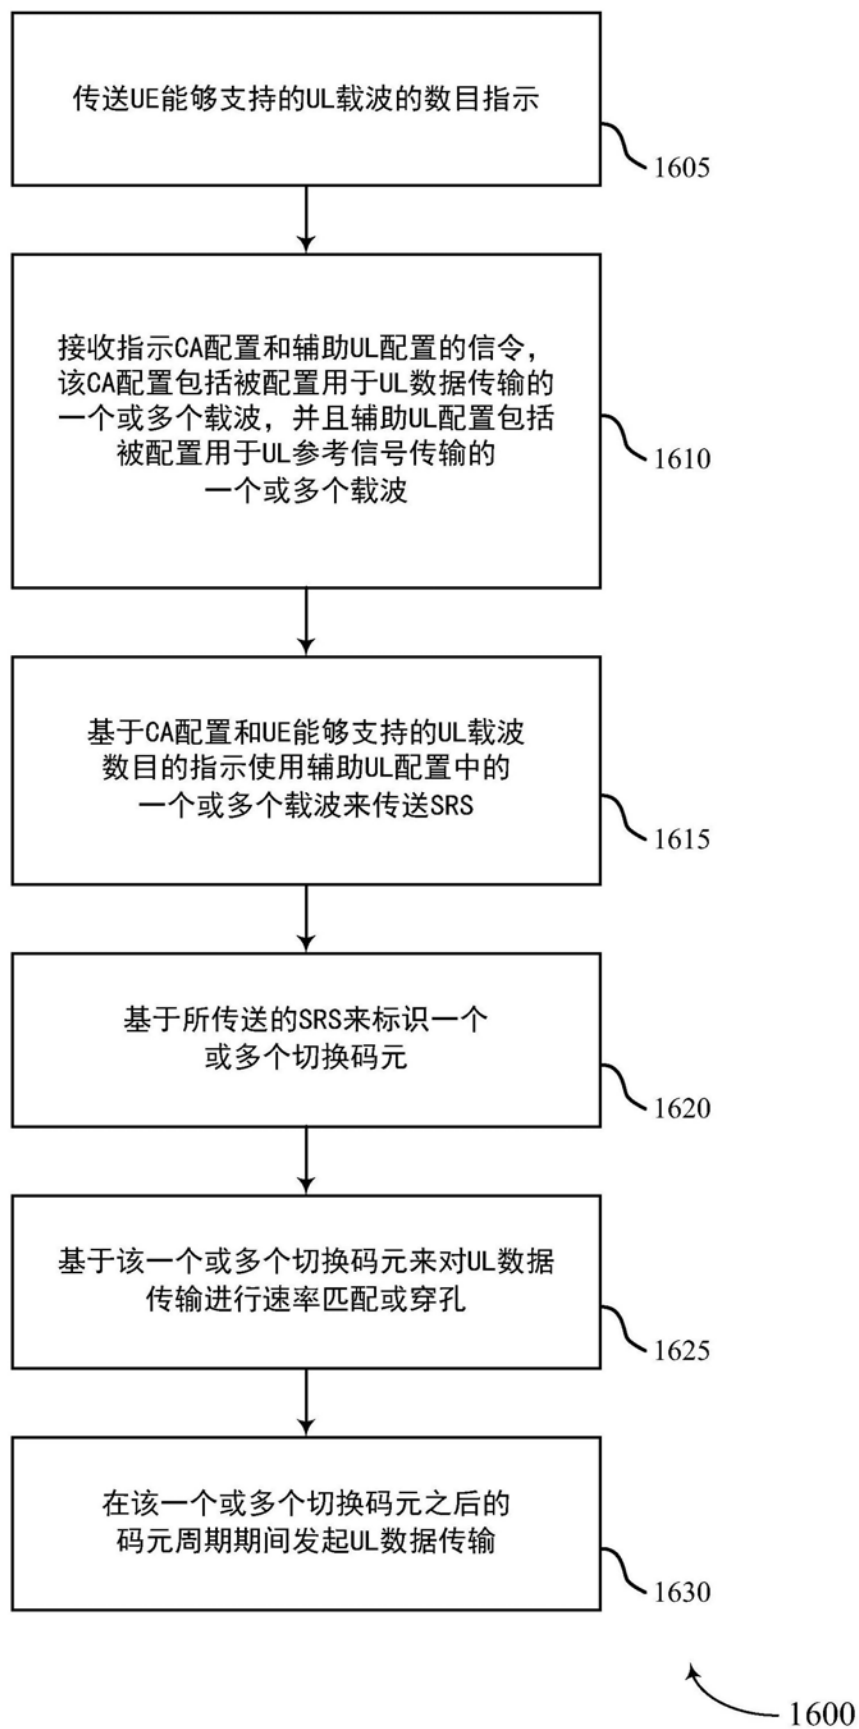 传送UE能够支持的UL载波的数目指示
1605
接收指示CA配置和辅助UL配置的信令,
该CA配置包括被配置用于UL数据传输的
一个或多个载波, 并且辅助UL配置包括
被配置用于UL参考信号传输的
一个或多个载波
1610
基于CA配置和UE能够支持的UL载波
数目的指示使用辅助UL配置中的
一个或多个载波来传送SRS
1615
基于所传送的SRS来标识一个
或多个切换码元
1620
基于该一个或多个切换码元来对UL数据
传输进行速率匹配或穿孔
1625
在该一个或多个切换码元之后的
码元周期期间发起UL数据传输
1630
1600